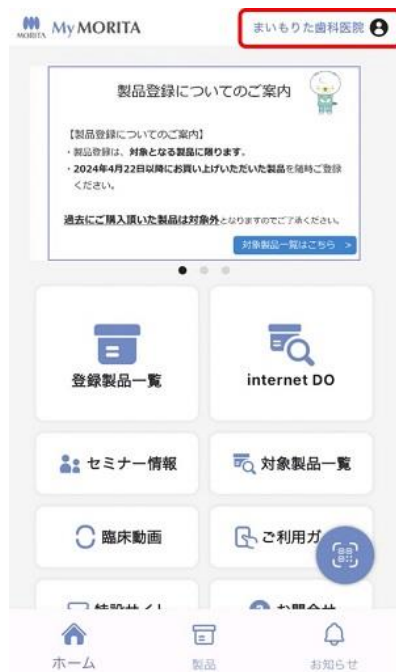 MORITA My MORITA まいもりた歯科医院
製品登録についてのご案内
【製品登録についてのご案内】
・製品登録は、対象となる製品に限ります。
・2024年4月22日以降にお買い上げいただいた製品を随時ご登録
ください。
過去にご購入頂いた製品は対象外となりますのでご了承ください。
対象製品一覧はこちら >
登録製品一覧 internet DO
セミナー情報 対象製品一覧
臨床動画 ご利用ガ
ホーム 製品 お知らせ